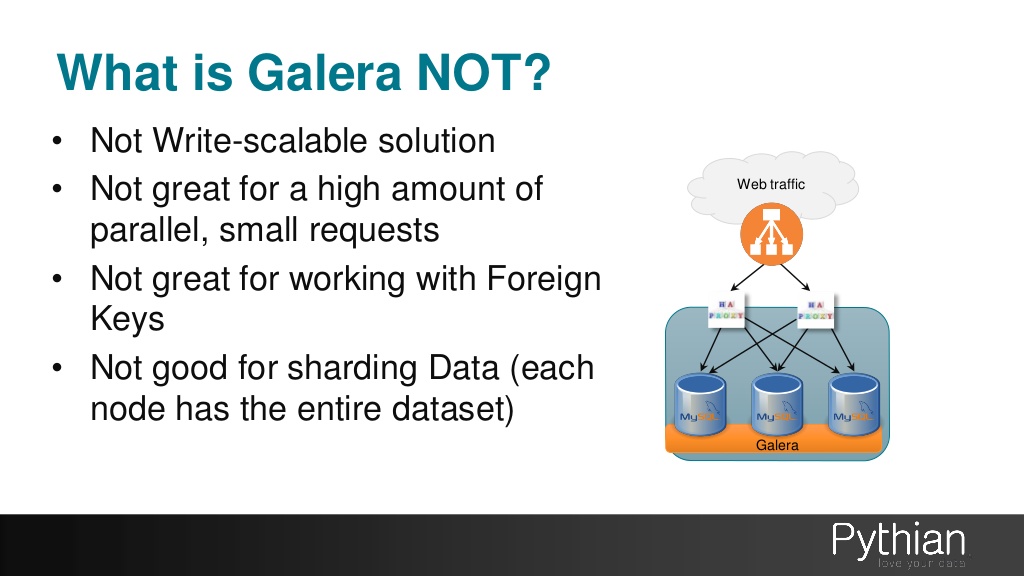 What is Galera NOT?
• Not Write-scalable solution
• Not great for a high amount of
parallel, small requests
• Not great for working with Foreign
Keys
• Not good for sharding Data (each
node has the entire dataset)
Web traffic
HA
PROXY
HA
PROXY
MySQL
MySQL
MySQL
Galera
Pythian
love your data